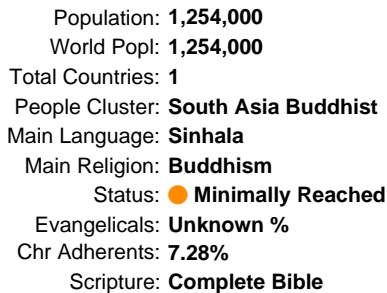 Population: 1,254,000
World Popl: 1,254,000
Total Countries: 1
People Cluster: South Asia Buddhist
Main Language: Sinhala
Main Religion: Buddhism
Status: Minimally Reached
Evangelicals: Unknown %
Chr Adherents: 7.28%
Scripture: Complete Bible